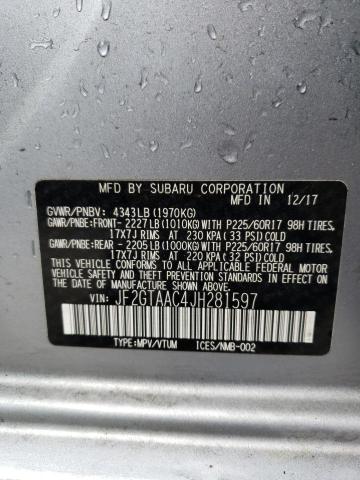 MFD BY SUBARU CORPORATION
MFD IN 12/17
GVWR/PNBV: 4343LB (1970KG)
GAWR/PNBE:FRONT- 2227LB (1010KG) WITH P225/60R17 98H TIRES,
17X7J RIMS AT 230 KPA (33 PSI) COLD
GAWR/PNBE:REAR - 2205LB (1000KG) WITH P225/60R17 98H TIRES,
17X7J RIMS AT 220 KPA (32 PSI) COLD
THIS VEHICLE CONFORMS TO ALL APPLICABLE FEDERAL
MOTOR VEHICLE SAFETY, BUMPER, AND THEFT PREVENTION
STANDARDS IN EFFECT ON THE DATE OF MANUFACTURE SHOWN
ABOVE.
VIN: JF2GTAAC4JH281597
TYPE:MPV/VTUM ICES/NMB-002